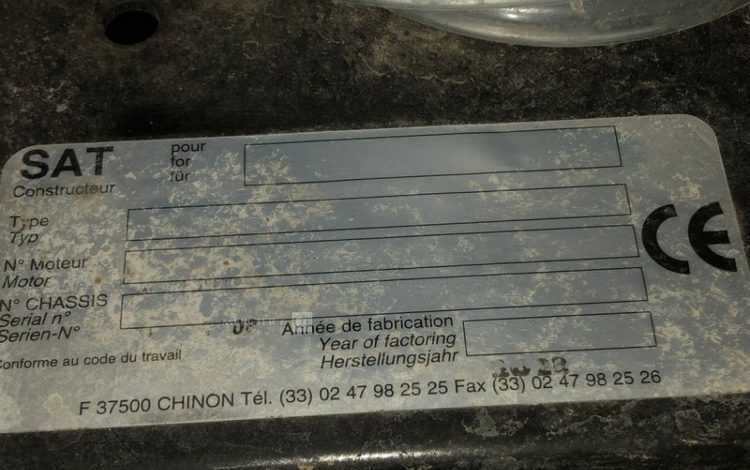 SAT
Constructeur
pour
for
für
Type
Typ
N° Moteur
Motor
N° CHASSIS
Serial n°
Serien-N°
Année de fabrication
Year of factoring
Herstellungsjahr
Conforme au code du travail
CE
F 37500 CHINON Tél. (33) 02 47 98 25 25 Fax (33) 02 47 98 25 26